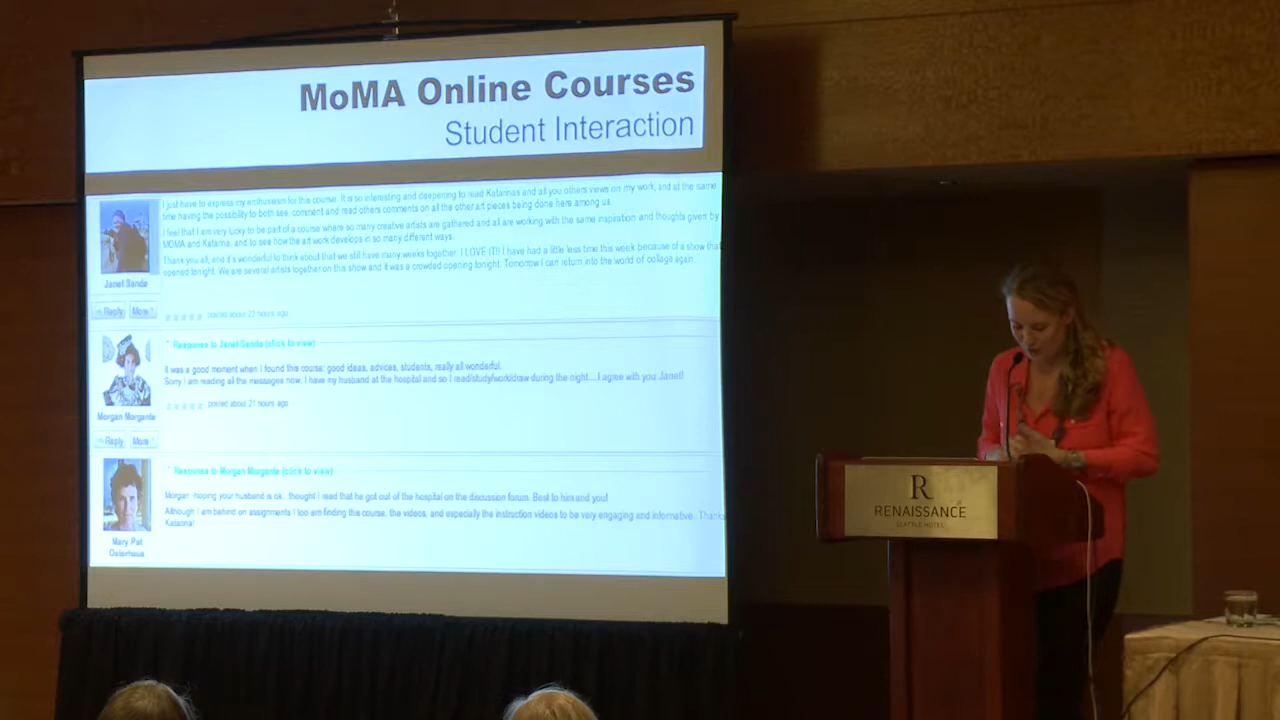 MoMA Online Courses
Student Interaction
I just have to express my enthusiasm for this course. It is so interesting and deepening to read Katarinas and all you others views on my work, and at the same
time having the possibility to both see, comment and read others comments on all the other art pieces being done here among us.
I feel that I am very lucky to be part of a course where so many creative artists are gathered and all are working with the same inspiration and thoughts given by
MOMA and Katarina, and to see how the art work develops in so many different ways.
Thank you all, and it's wonderful to think about that we still have many weeks together. I LOVE IT!! I have had a little less time this week because of a show that
opened tonight. We are several artists together on this show and it was a crowded opening tonight. Tomorrow I can return into the world of collage again.
Janet Sanda
Reply More
posted about 22 hours ago
Response to Janet Sanda (click to view)
It was a good moment when I found this course: good ideas, advices, students, really all wonderful.
Sorry I am reading all the messages now, I have my husband at the hospital and so I read/study/work/draw during the night....I agree with you Janet!
posted about 21 hours ago
Morgan Morgante
Reply More
Response to Morgan Morgante (click to view)
Morgan hoping your husband is ok...thought I read that he got out of the hospital on the discussion forum. Best to him and you!
Although I am behind on assignments I too am finding the course, the videos, and especially the instruction videos to be very engaging and informative. Thanks
Katarina!
Mary Pat
Osterhaus
R
RENAISSANCE
SEATTLE HOTEL